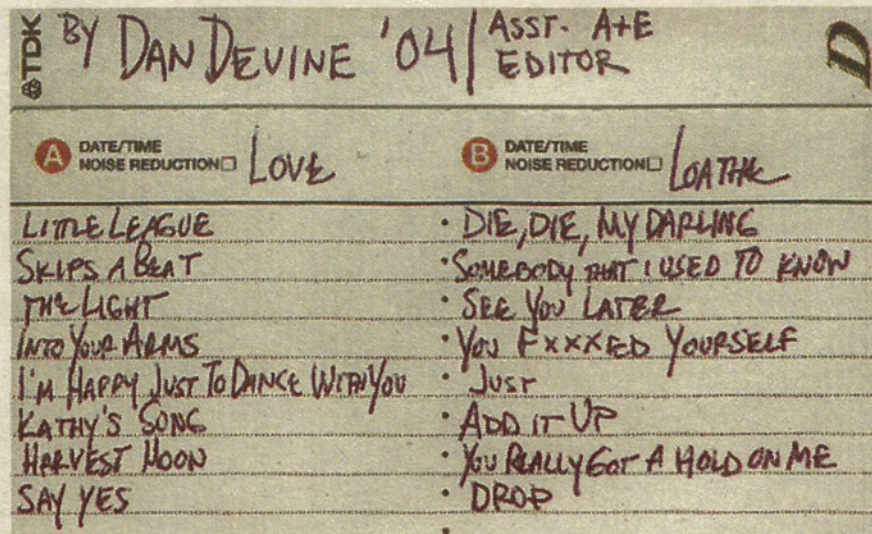 TDK
BY DAN DEVINE '04 | ASST. A+E
EDITOR
D
A DATE/TIME
NOISE REDUCTION LOVE
B DATE/TIME
NOISE REDUCTION LOATHE
LITTLE LEAGUE
SKIPS A BEAT
THE LIGHT
INTO YOUR ARMS
I'M HAPPY JUST TO DANCE WITH YOU
KATHY'S SONG
HARVEST MOON
SAY YES
· DIE, DIE, MY DARLING
· SOMEBODY THAT I USED TO KNOW
· SEE YOU LATER
· YOU FXXXED YOURSELF
· JUST
· ADD IT UP
· YOU REALLY GOT A HOLD ON ME
· DROP